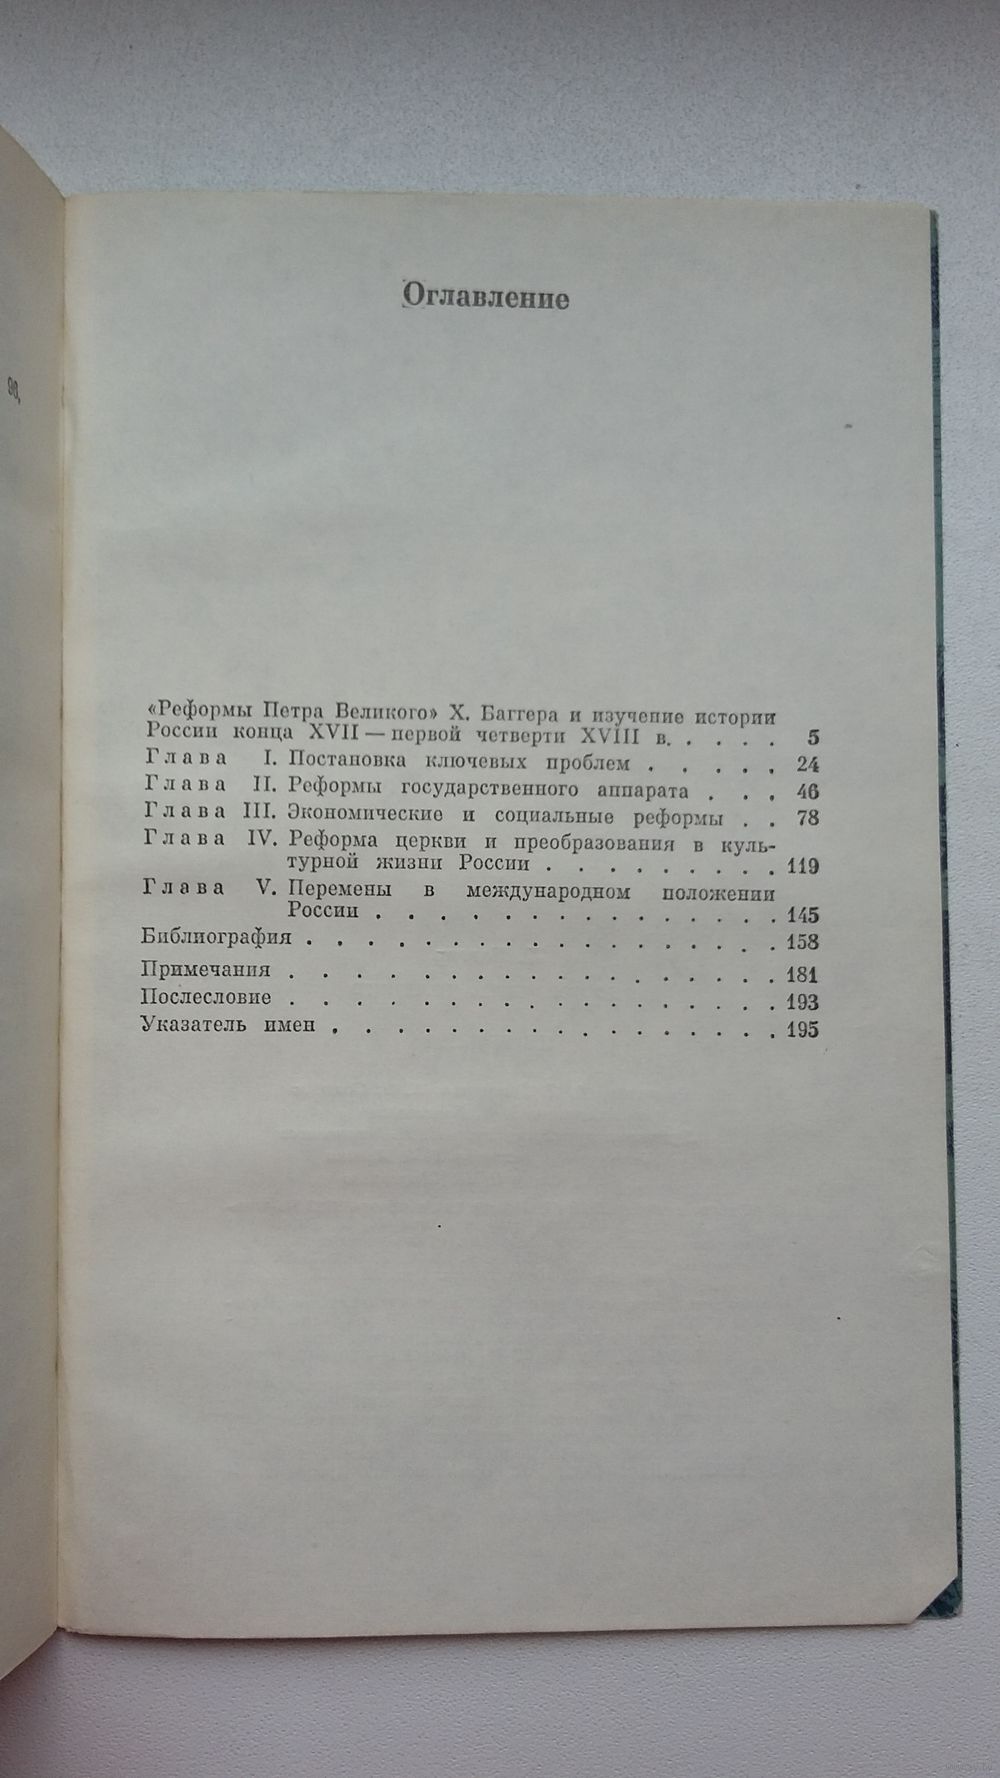 90,
Оглавление
«Реформы Петра Великого» Х. Баггера и изучение истории
России конца XVII — первой четверти XVIII в. . . . . 5
Глава I. Постановка ключевых проблем . . . . . 24
Глава II. Реформы государственного аппарата . . . 46
Глава III. Экономические и социальные реформы . . 78
Глава IV. Реформа церкви и преобразования в куль-
турной жизни России . . . . . . . . . 119
Глава V. Перемены в международном положении
России . . . . . . . . . . . . . 145
Библиография . . . . . . . . . . . . . . . 158
Примечания . . . . . . . . . . . . . . . 181
Послесловие . . . . . . . . . . . . . . . 193
Указатель имен . . . . . . . . . . . . . . 195